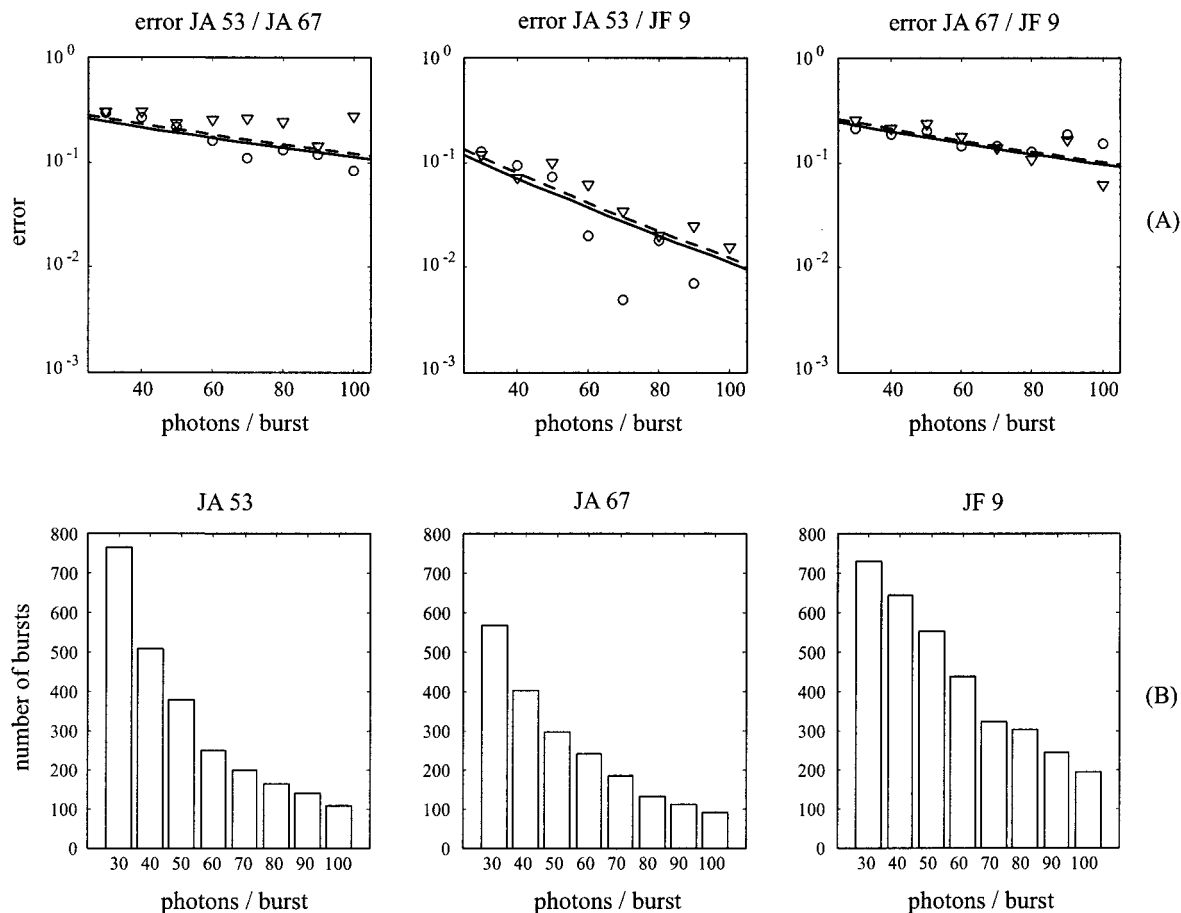 error JA 53 / JA 67
error JA 53 / JF 9
error JA 67 / JF 9
10^0
10^-1
10^-2
10^-3
error
40 60 80 100
photons / burst
10^0
10^-1
10^-2
10^-3
40 60 80 100
photons / burst
10^0
10^-1
10^-2
10^-3
40 60 80 100
photons / burst
(A)
JA 53
JA 67
JF 9
800
700
600
500
400
300
200
100
0
number of bursts
30 40 50 60 70 80 90 100
photons / burst
800
700
600
500
400
300
200
100
0
30 40 50 60 70 80 90 100
photons / burst
800
700
600
500
400
300
200
100
0
30 40 50 60 70 80 90 100
photons / burst
(B)